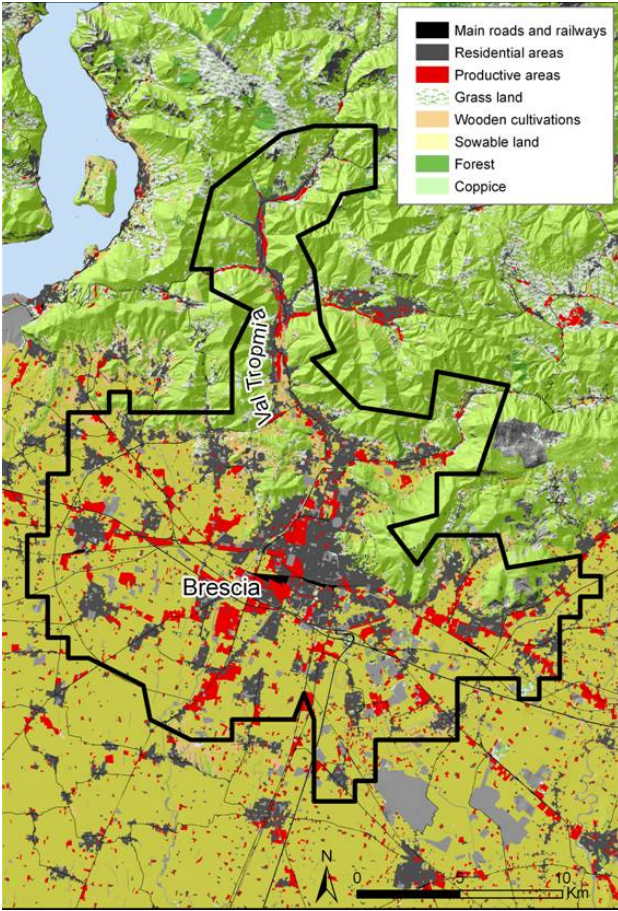 Main roads and railways
Residential areas
Productive areas
Grass land
Wooden cultivations
Sowable land
Forest
Coppice
Val Tropmia
Brescia
N
0 5 10
Km